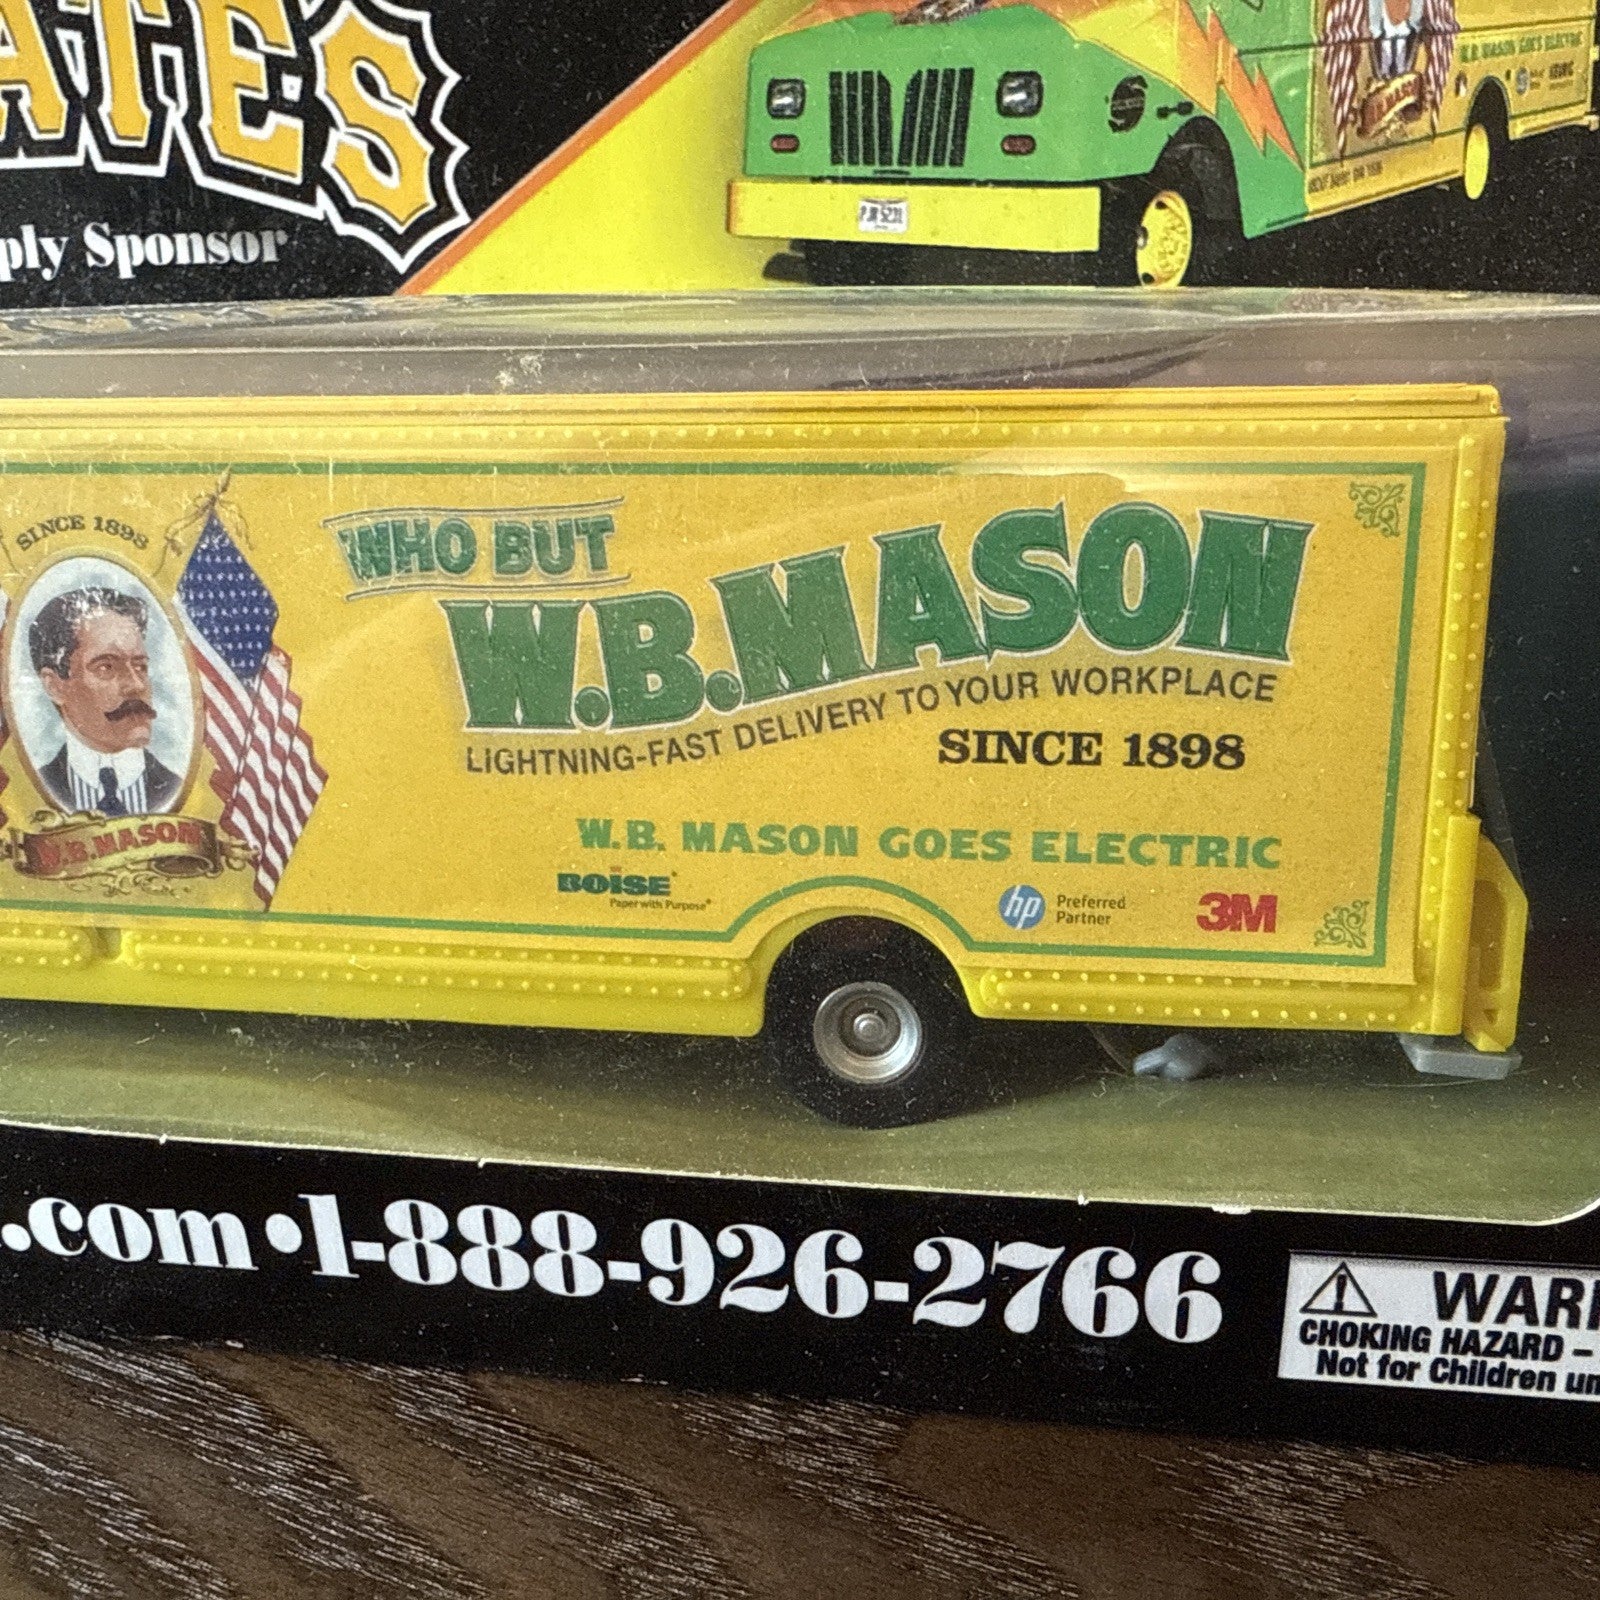 ATES
ply Sponsor
W.B. MASON GOES ELECTRIC
hp
SINCE 1898
W.B. MASON
WHO BUT
W.B. MASON
LIGHTNING-FAST DELIVERY TO YOUR WORKPLACE
SINCE 1898
W.B. MASON GOES ELECTRIC
BOISE®
Paper with Purpose®
hp Preferred
Partner
3M
.com • 1-888-926-2766
WAR
CHOKING HAZARD –
Not for Children un